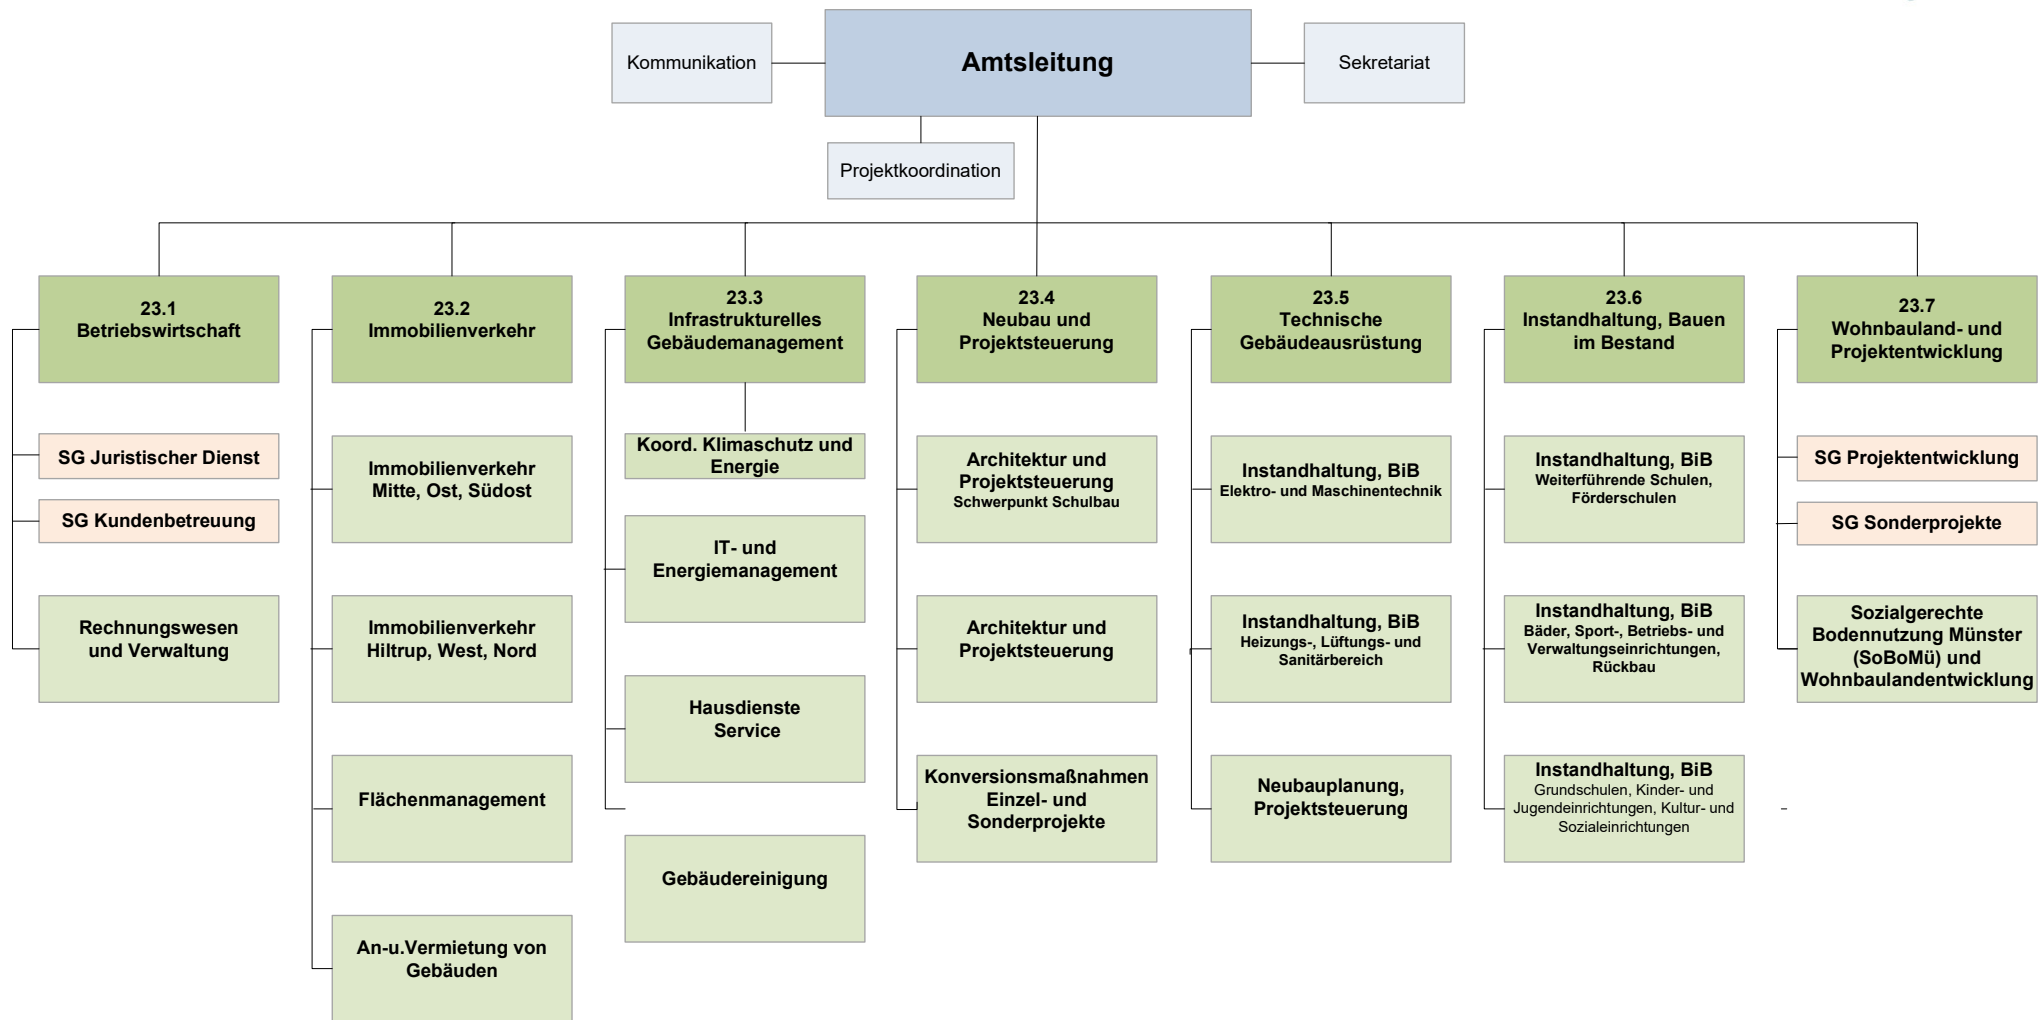 Kommunikation
Amtsleitung
Sekretariat
Projektkoordination
23.1
Betriebswirtschaft
SG Juristischer Dienst
SG Kundenbetreuung
Rechnungswesen
und Verwaltung
23.2
Immobilienverkehr
Immobilienverkehr
Mitte, Ost, Südost
Immobilienverkehr
Hiltrup, West, Nord
Flächenmanagement
An-u.Vermietung von
Gebäuden
23.3
Infrastrukturelles
Gebäudemanagement
Koord. Klimaschutz und
Energie
IT- und
Energiemanagement
Hausdienste
Service
Gebäudereinigung
23.4
Neubau und
Projektsteuerung
Architektur und
Projektsteuerung
Schwerpunkt Schulbau
Architektur und
Projektsteuerung
Konversionsmaßnahmen
Einzel- und
Sonderprojekte
23.5
Technische
Gebäudeausrüstung
Instandhaltung, BiB
Elektro- und Maschinentechnik
Instandhaltung, BiB
Heizungs-, Lüftungs- und
Sanitärbereich
Neubauplanung,
Projektsteuerung
23.6
Instandhaltung, Bauen
im Bestand
Instandhaltung, BiB
Weiterführende Schulen,
Förderschulen
Instandhaltung, BiB
Bäder, Sport-, Betriebs- und
Verwaltungseinrichtungen,
Rückbau
Instandhaltung, BiB
Grundschulen, Kinder- und
Jugendeinrichtungen, Kultur- und
Sozialeinrichtungen
23.7
Wohnbauland- und
Projektentwicklung
SG Projektentwicklung
SG Sonderprojekte
Sozialgerechte
Bodennutzung Münster
(SoBoMü) und
Wohnbaulandentwicklung